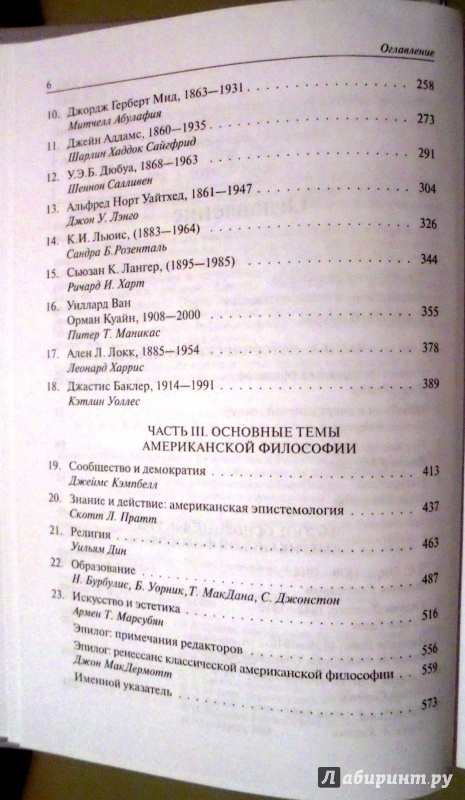 6 Оглавление
10. Джордж Герберт Мид, 1863—1931 258
Митчелл Абулафия
11. Джейн Аддамс, 1860—1935 273
Шарлин Хаддок Сайгфрид
12. У.Э.Б. Дюбуа, 1868—1963 291
Шеннон Салливен
13. Альфред Норт Уайтхед, 1861—1947 304
Джон У. Лэнго
14. К.И. Льюис, (1883—1964) 326
Сандра Б.Розенталь
15. Сьюзан К. Лангер, (1895—1985) 344
Ричард И. Харт
16. Уиллард Ван
Орман Куайн, 1908—2000 355
Питер Т. Маникас
17. Ален Л. Локк, 1885—1954 378
Леонард Харрис
18. Джастис Баклер, 1914—1991 389
Кэтлин Уоллес
ЧАСТЬ III. ОСНОВНЫЕ ТЕМЫ
АМЕРИКАНСКОЙ ФИЛОСОФИИ
19. Сообщество и демократия 413
Джеймс Кэмпбелл
20. Знание и действие: американская эпистемология 437
Скотт Л. Пратт
21. Религия 463
Уильям Дин
22. Образование 487
Н. Бурбулис, Б. Уорник, Т. МакДана, С. Джонстон
23. Искусство и эстетика 516
Армен Т. Марсубян
Эпилог: примечания редакторов 556
Эпилог: ренессанс классической американской философии 559
Джон МакДермотт
Именной указатель 573
Лабиринт.ру